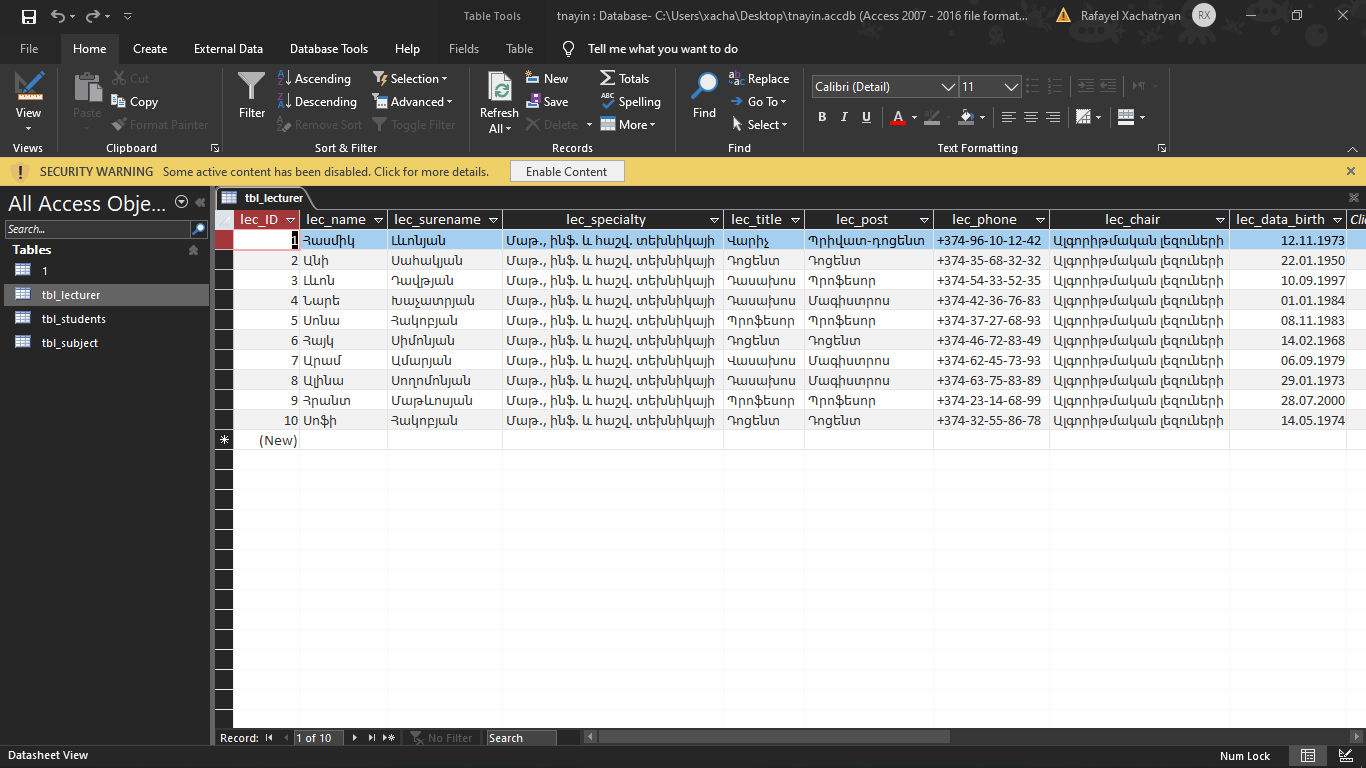 Table Tools
tnayin : Database- C:\Users\xacha\Desktop\tnayin.accdb (Access 2007 - 2016 file format...
Rafayel Xachatryan
RX
File Home Create External Data Database Tools Help Fields Table Tell me what you want to do
View
Views
Paste
Cut
Copy
Format Painter
Clipboard
Filter
Ascending
Descending
Remove Sort
Selection
Advanced
Toggle Filter
Sort & Filter
Refresh
All
New
Save
Delete
Totals
Spelling
More
Records
Find
Replace
Go To
Select
Find
Calibri (Detail) 11
B I U A
Text Formatting
SECURITY WARNING Some active content has been disabled. Click for more details. Enable Content
All Access Obje...
Search...
Tables
1
tbl_lecturer
tbl_students
tbl_subject
tbl_lecturer
lec_ID lec_name lec_surename lec_specialty lec_title lec_post lec_phone lec_chair lec_data_birth Clic
1 Հասմիկ Լևոնյան Մաթ., ինֆ. և հաշվ. տեխնիկայի Վարիչ Պրիվատ-դոցենտ +374-96-10-12-42 Ալգորիթմական լեզուների 12.11.1973
2 Անի Սահակյան Մաթ., ինֆ. և հաշվ. տեխնիկայի Դոցենտ Դոցենտ +374-35-68-32-32 Ալգորիթմական լեզուների 22.01.1950
3 Լևոն Դավթյան Մաթ., ինֆ. և հաշվ. տեխնիկայի Դասախոս Պրոֆեսոր +374-54-33-52-35 Ալգորիթմական լեզուների 10.09.1997
4 Նարե Խաչատրյան Մաթ., ինֆ. և հաշվ. տեխնիկայի Դասախոս Մագիստրոս +374-42-36-76-83 Ալգորիթմական լեզուների 01.01.1984
5 Սոնա Հակոբյան Մաթ., ինֆ. և հաշվ. տեխնիկայի Պրոֆեսոր Պրոֆեսոր +374-37-27-68-93 Ալգորիթմական լեզուների 08.11.1983
6 Հայկ Սիմոնյան Մաթ., ինֆ. և հաշվ. տեխնիկայի Դոցենտ Դոցենտ +374-46-72-83-49 Ալգորիթմական լեզուների 14.02.1968
7 Արամ Ամարյան Մաթ., ինֆ. և հաշվ. տեխնիկայի Վասախոս Մագիստրոս +374-62-45-73-93 Ալգորիթմական լեզուների 06.09.1979
8 Ալինա Սողոմոնյան Մաթ., ինֆ. և հաշվ. տեխնիկայի Դասախոս Մագիստրոս +374-63-75-83-89 Ալգորիթմական լեզուների 29.01.1973
9 Հրանտ Մաթևոսյան Մաթ., ինֆ. և հաշվ. տեխնիկայի Պրոֆեսոր Պրոֆեսոր +374-23-14-68-99 Ալգորիթմական լեզուների 28.07.2000
10 Սոֆի Հակոբյան Մաթ., ինֆ. և հաշվ. տեխնիկայի Դոցենտ Դոցենտ +374-32-55-86-78 Ալգորիթմական լեզուների 14.05.1974
(New)
Record: 1 of 10 No Filter Search
Datasheet View Num Lock